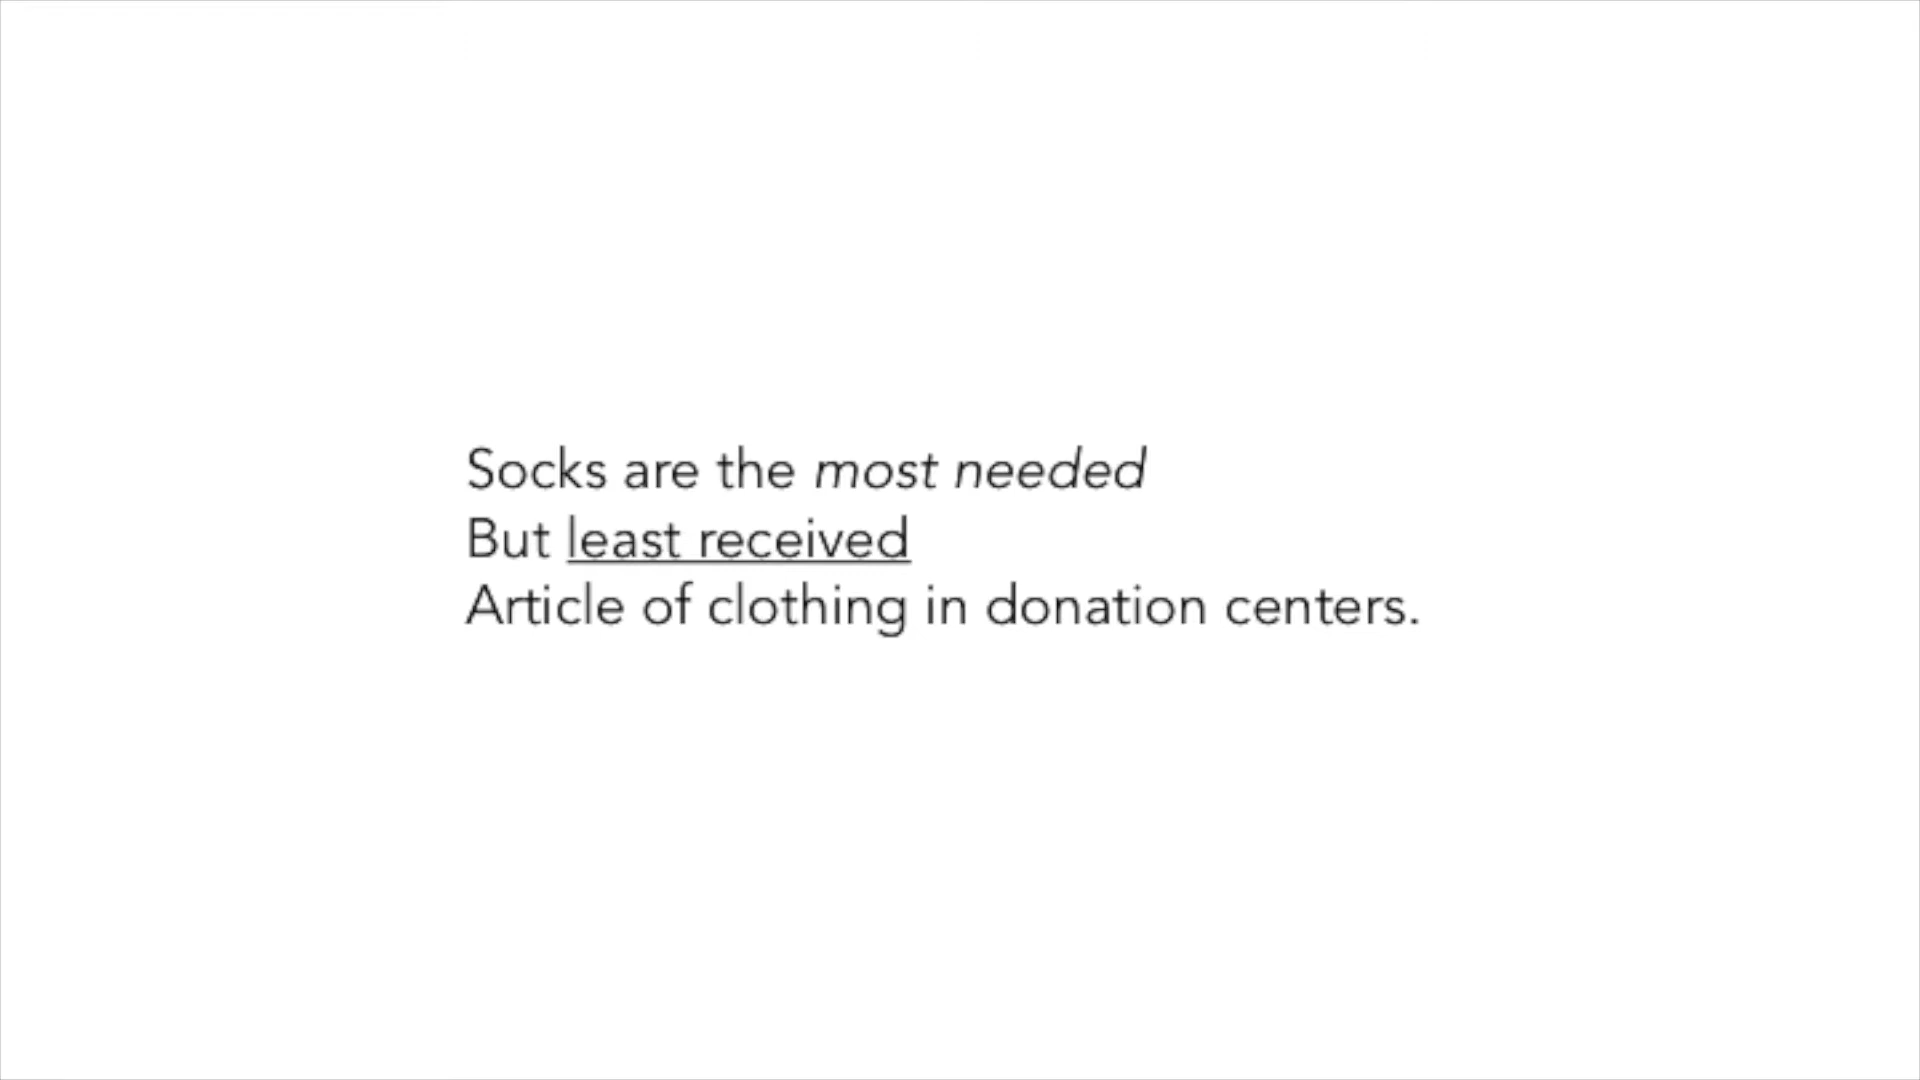 Socks are the most needed
But least received
Article of clothing in donation centers.